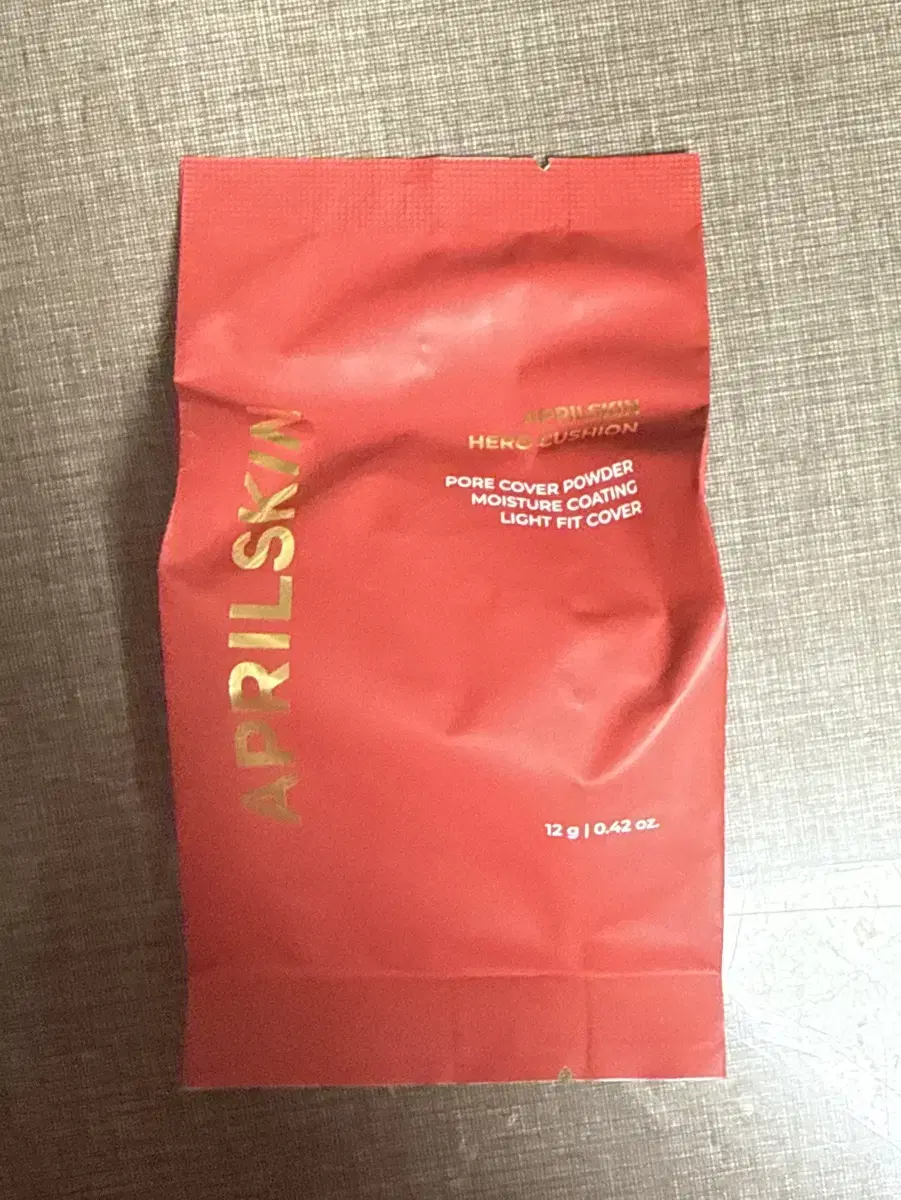 APRILSKIN
APRILSKIN
HERO CUSHION
PORE COVER POWDER
MOISTURE COATING
LIGHT FIT COVER
12 g | 0.42 oz.